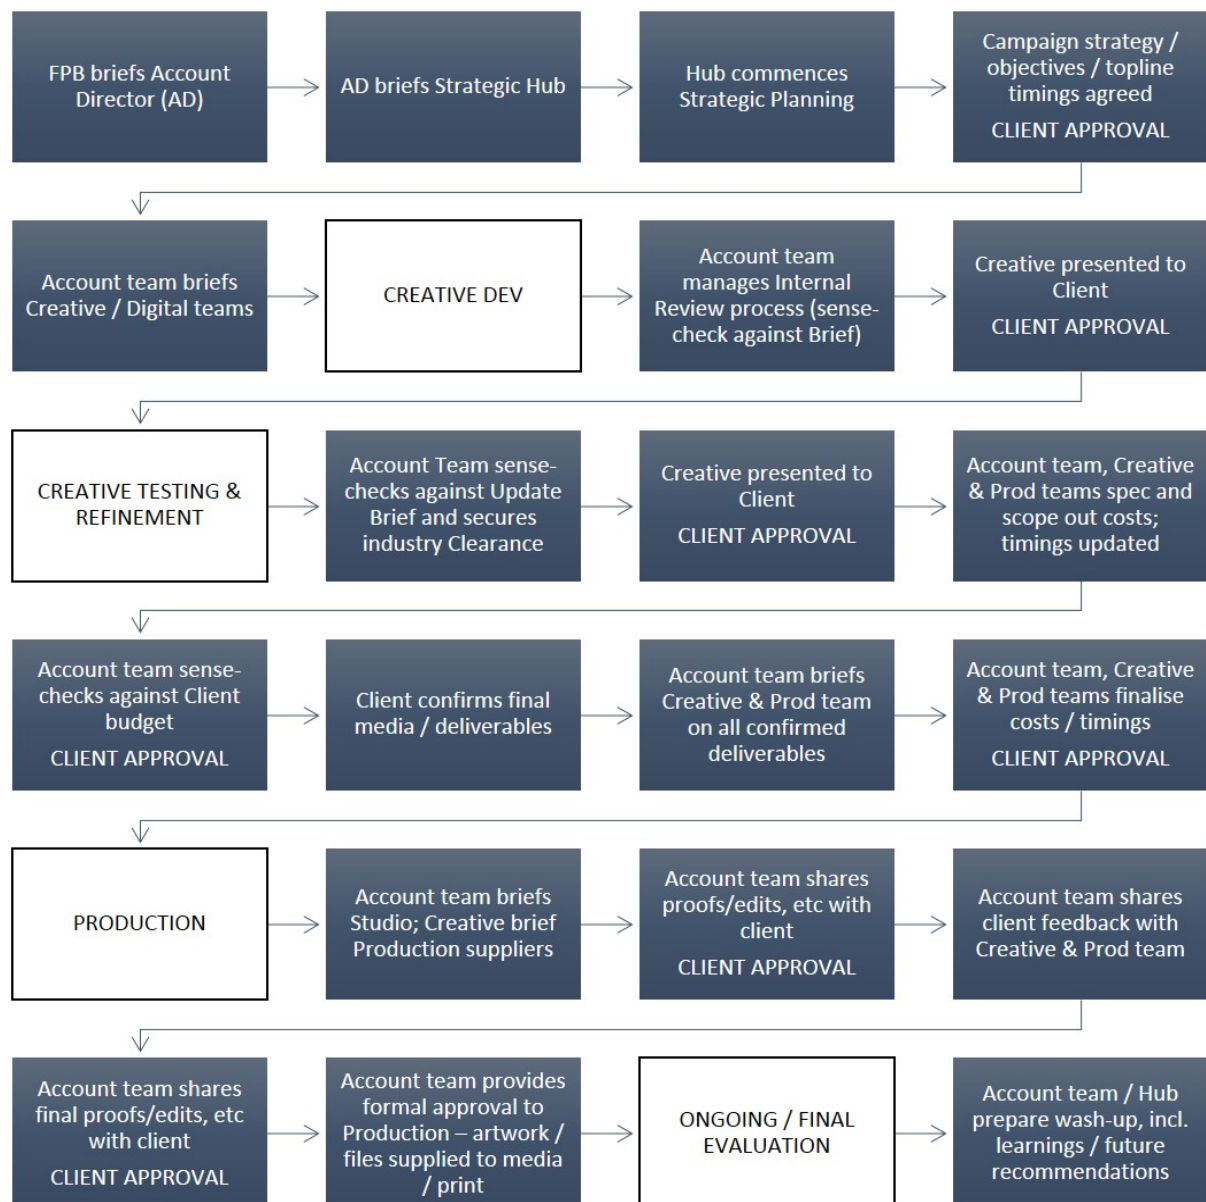 FPB briefs Account
Director (AD)
AD briefs Strategic Hub
Hub commences
Strategic Planning
Campaign strategy /
objectives / topline
timings agreed
CLIENT APPROVAL
Account team briefs
Creative / Digital teams
CREATIVE DEV
Account team
manages Internal
Review process (sense-
check against Brief)
Creative presented to
Client
CLIENT APPROVAL
CREATIVE TESTING &
REFINEMENT
Account Team sense-
checks against Update
Brief and secures
industry Clearance
Creative presented to
Client
CLIENT APPROVAL
Account team, Creative
& Prod teams spec and
scope out costs;
timings updated
Account team sense-
checks against Client
budget
CLIENT APPROVAL
Client confirms final
media / deliverables
Account team briefs
Creative & Prod team
on all confirmed
deliverables
Account team, Creative
& Prod teams finalise
costs / timings
CLIENT APPROVAL
PRODUCTION
Account team briefs
Studio; Creative brief
Production suppliers
Account team shares
proofs/edits, etc with
client
CLIENT APPROVAL
Account team shares
client feedback with
Creative & Prod team
Account team shares
final proofs/edits, etc
with client
CLIENT APPROVAL
Account team provides
formal approval to
Production – artwork /
files supplied to media
/ print
ONGOING / FINAL
EVALUATION
Account team / Hub
prepare wash-up, incl.
learnings / future
recommendations